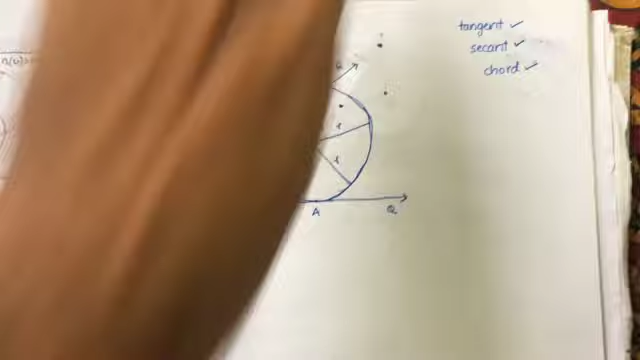 tangent ✓
secant ✓
chord ✓
r
r
A
Q